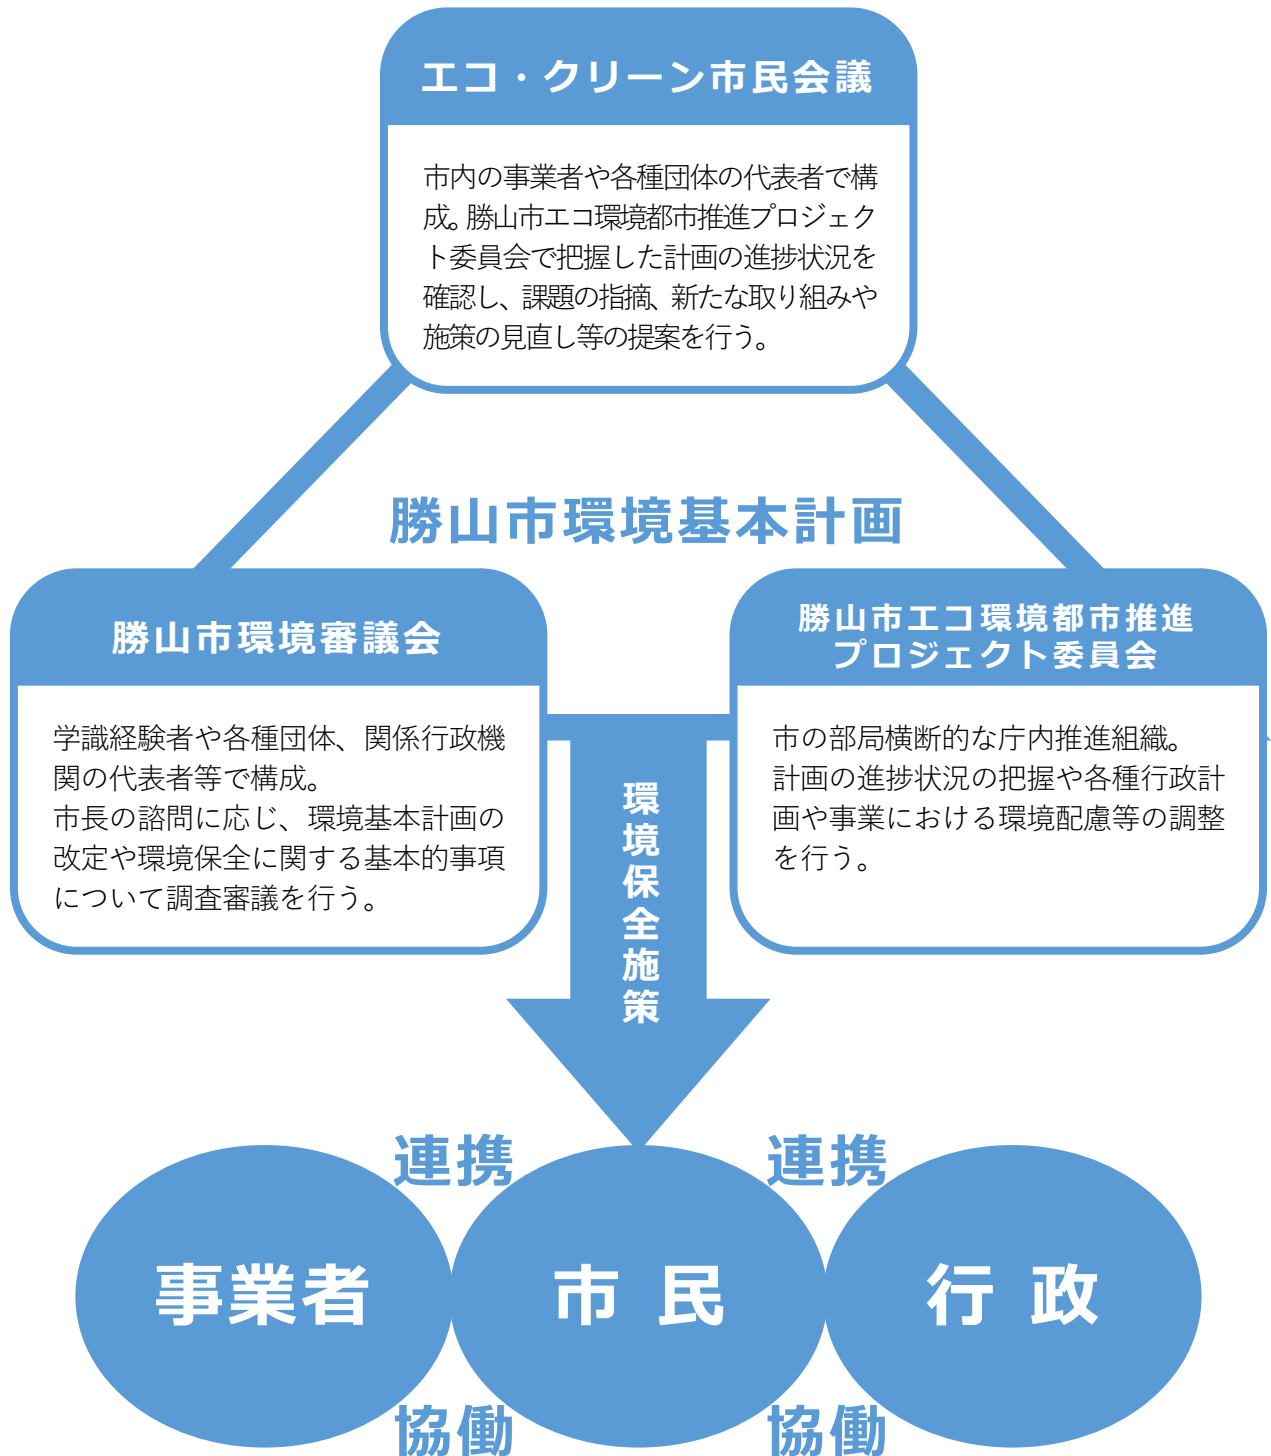 エコ・クリーン市民会議
市内の事業者や各種団体の代表者で構
成。勝山市エコ環境都市推進プロジェク
ト委員会で把握した計画の進捗状況を
確認し、課題の指摘、新たな取り組みや
施策の見直し等の提案を行う。
勝山市環境基本計画
勝山市環境審議会
学識経験者や各種団体、関係行政機
関の代表者等で構成。
市長の諮問に応じ、環境基本計画の
改定や環境保全に関する基本的事項
について調査審議を行う。
勝山市エコ環境都市推進
プロジェクト委員会
市の部局横断的な庁内推進組織。
計画の進捗状況の把握や各種行政計
画や事業における環境配慮等の調整
を行う。
環境保全施策
連携
連携
事業者
市 民
行 政
協働
協働